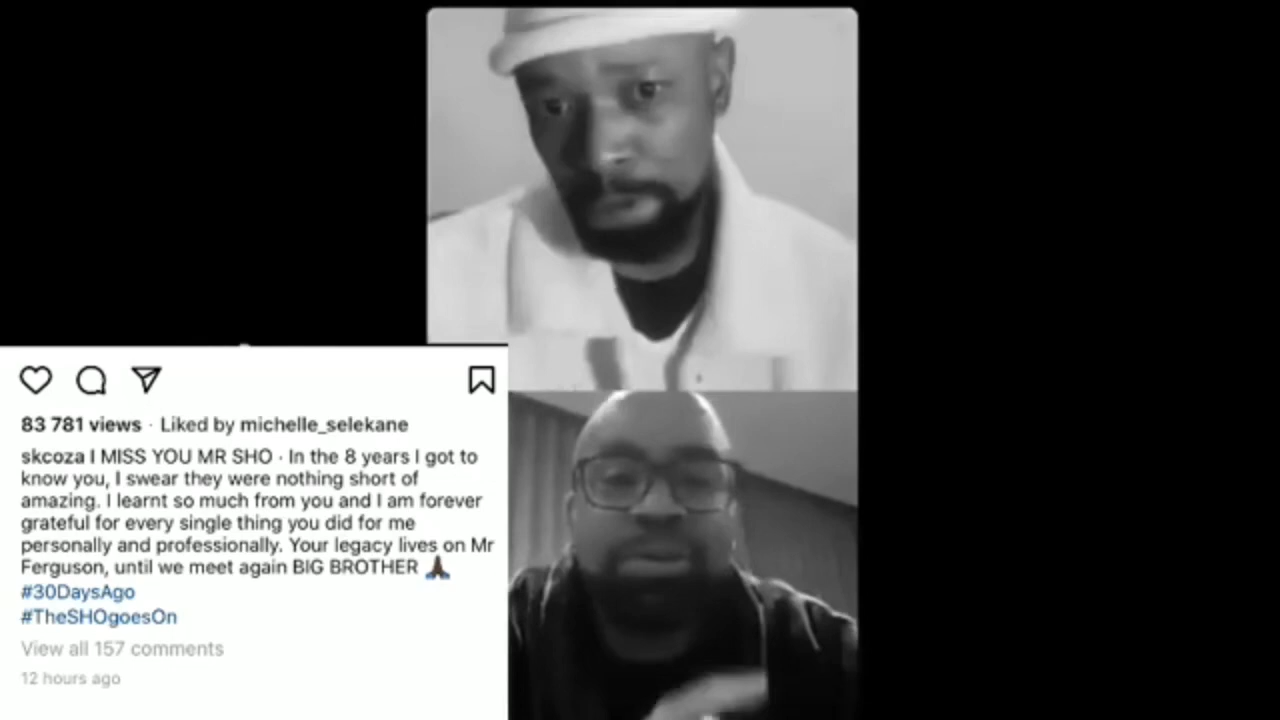 83 781 views · Liked by michelle_selekane
skcoza I MISS YOU MR SHO · In the 8 years I got to
know you, I swear they were nothing short of
amazing. I learnt so much from you and I am forever
grateful for every single thing you did for me
personally and professionally. Your legacy lives on Mr
Ferguson, until we meet again BIG BROTHER 🙏🏿
#30DaysAgo
#TheSHOgoesOn
View all 157 comments
12 hours ago